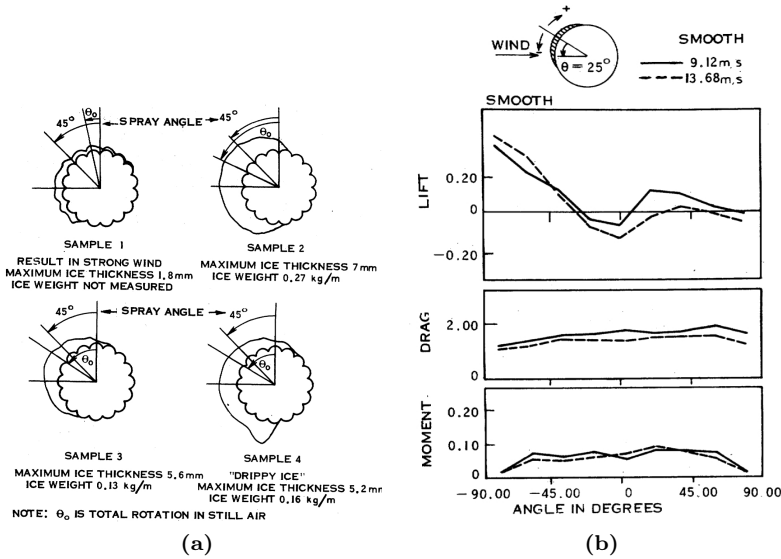 θ₀
45°
SPRAY ANGLE
45°
θ₀
SAMPLE 1
RESULT IN STRONG WIND
MAXIMUM ICE THICKNESS 1.8mm
ICE WEIGHT NOT MEASURED
SAMPLE 2
MAXIMUM ICE THICKNESS 7mm
ICE WEIGHT 0.27 kg/m
45°
SPRAY ANGLE
45°
θ₀
θ₀
SAMPLE 3
MAXIMUM ICE THICKNESS 5.6mm
ICE WEIGHT 0.13 kg/m
SAMPLE 4
"DRIPPY ICE"
MAXIMUM ICE THICKNESS 5.2mm
ICE WEIGHT 0.16 kg/m
NOTE: θ₀ IS TOTAL ROTATION IN STILL AIR
(a)
+
-
WIND
θ = 25°
SMOOTH
9.12m,s
13.68m,s
SMOOTH
LIFT
0.20
0
-0.20
DRAG
2.00
0
MOMENT
0.20
0.10
0
-90.00 -45.00 0 45.00 90.00
ANGLE IN DEGREES
(b)